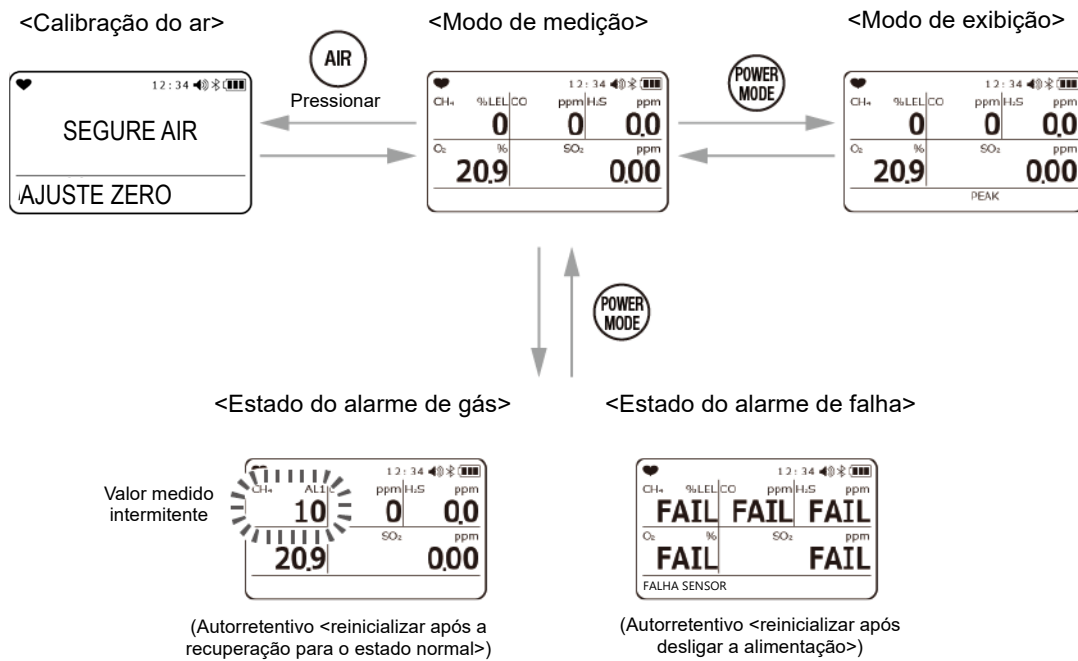 <Calibração do ar>
<Modo de medição>
<Modo de exibição>
AIR
Pressionar
POWER
MODE
12:34
SEGURE AIR
AJUSTE ZERO
12:34
CH₄ %LEL CO ppm H₂S ppm
0 0 0.0
O₂ % SO₂ ppm
20.9 0.00
12:34
CH₄ %LEL CO ppm H₂S ppm
0 0 0.0
O₂ % SO₂ ppm
20.9 0.00
PEAK
POWER
MODE
<Estado do alarme de gás>
<Estado do alarme de falha>
Valor medido
intermitente
12:34
CH₄ AL1 ppm H₂S ppm
10 0 0.0
SO₂ ppm
20.9 0.00
(Autorretentivo <reinicializar após a
recuperação para o estado normal>)
12:34
CH₄ %LEL CO ppm H₂S ppm
FAIL FAIL FAIL
O₂ % SO₂ ppm
FAIL FAIL
FALHA SENSOR
(Autorretentivo <reinicializar após
desligar a alimentação>)